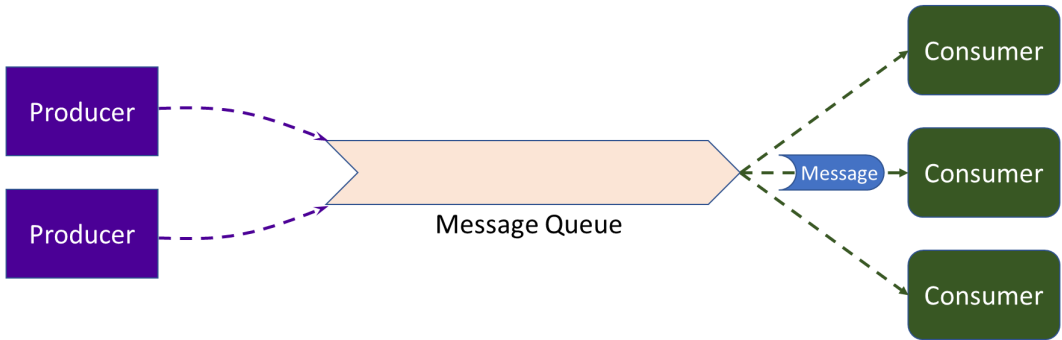 Producer
Producer
Message Queue
Message
Consumer
Consumer
Consumer